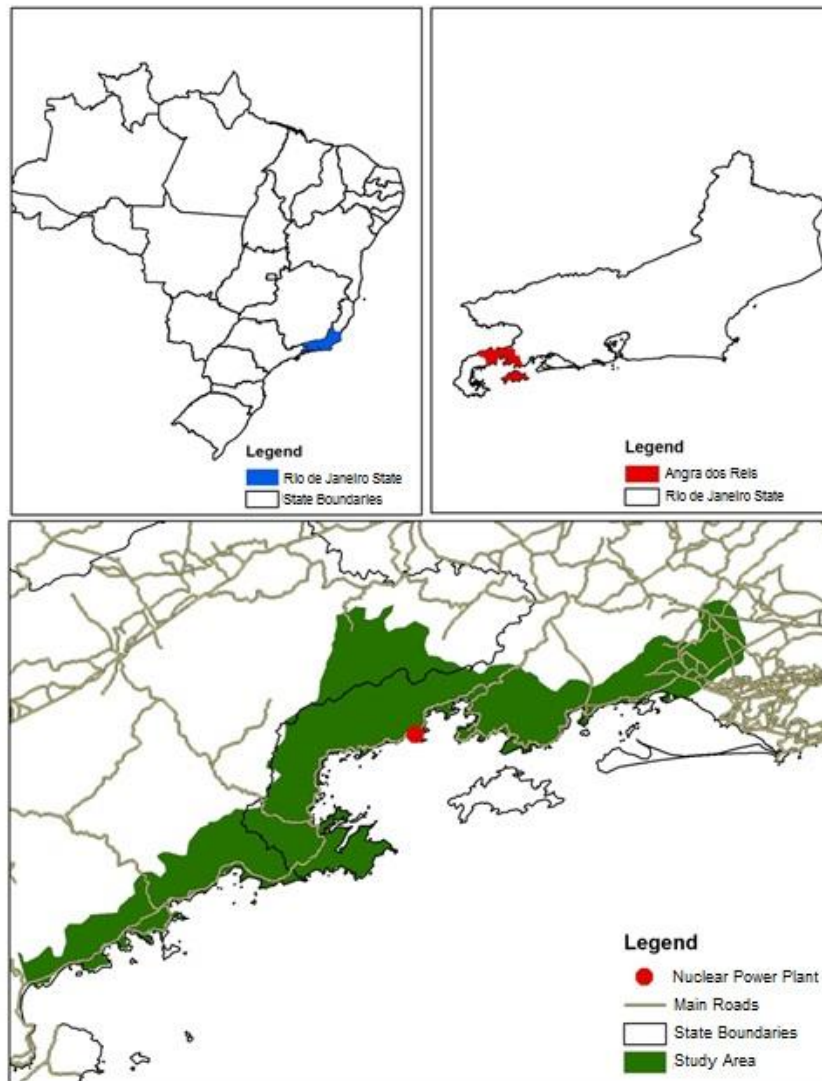 Legend
Rio de Janeiro State
State Boundaries
Legend
Angra dos Reis
Rio de Janeiro State
Legend
Nuclear Power Plant
Main Roads
State Boundaries
Study Area